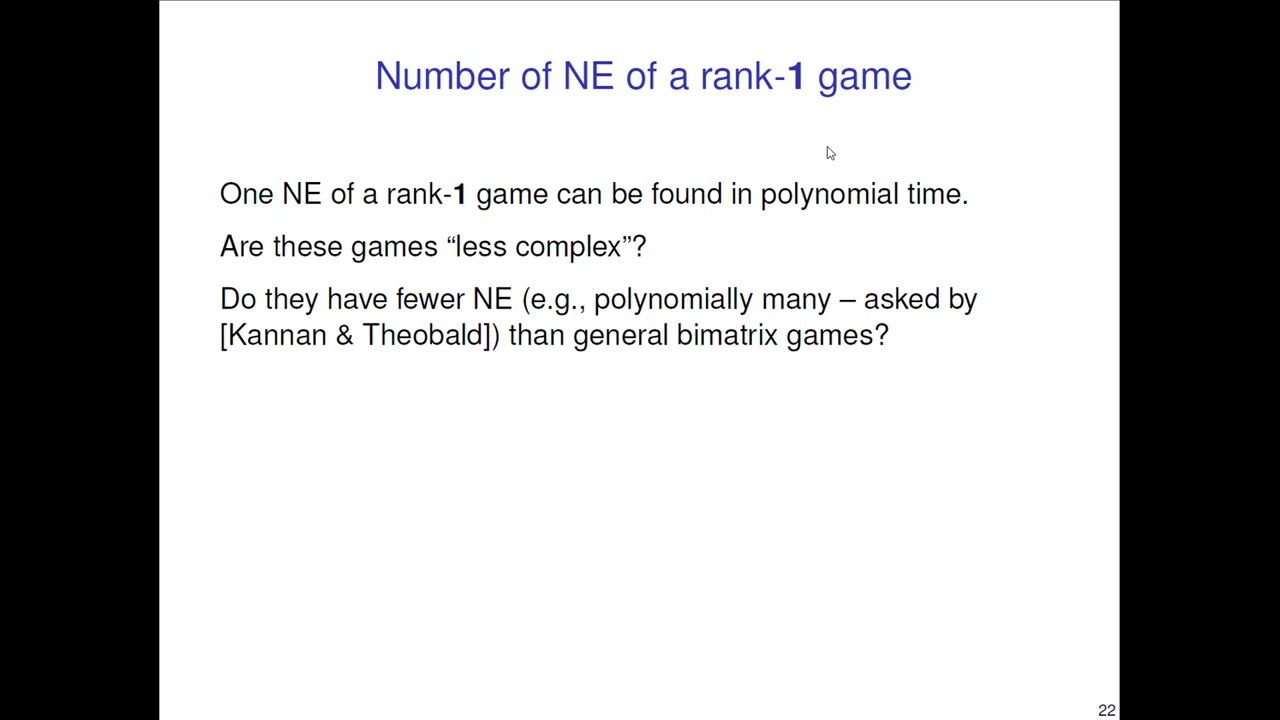 Number of NE of a rank-1 game
One NE of a rank-1 game can be found in polynomial time.
Are these games “less complex”?
Do they have fewer NE (e.g., polynomially many – asked by
[Kannan & Theobald]) than general bimatrix games?
22